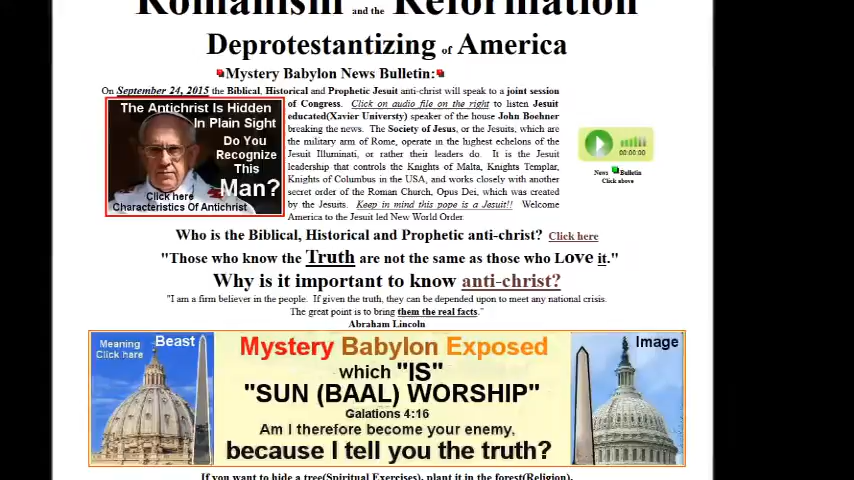 Romanism and the Reformation
Deprotestantizing of America
Mystery Babylon News Bulletin:
On September 24, 2015 the Biblical, Historical and Prophetic Jesuit anti-christ will speak to a joint session
of Congress. Click on audio file on the right to listen Jesuit
educated(Xavier Universty) speaker of the house John Boehner
breaking the news. The Society of Jesus, or the Jesuits, which are
the military arm of Rome, operate in the highest echelons of the
Jesuit Illuminati, or rather their leaders do. It is the Jesuit
leadership that controls the Knights of Malta, Knights Templar,
Knights of Columbus in the USA, and works closely with another
secret order of the Roman Church, Opus Dei, which was created
by the Jesuits. Keep in mind this pope is a Jesuit!! Welcome
America to the Jesuit led New World Order.
The Antichrist Is Hidden
In Plain Sight
Do You
Recognize
This
Man?
Click here
Characteristics Of Antichrist
00:00:00
News Bulletin
Click above
Who is the Biblical, Historical and Prophetic anti-christ? Click here
"Those who know the Truth are not the same as those who Love it."
Why is it important to know anti-christ?
"I am a firm believer in the people. If given the truth, they can be depended upon to meet any national crisis.
The great point is to bring them the real facts."
Abraham Lincoln
Meaning
Click here
Beast
Mystery Babylon Exposed
which "IS"
"SUN (BAAL) WORSHIP"
Galations 4:16
Am I therefore become your enemy,
because I tell you the truth?
Image
If you want to hide a tree(Spiritual Exercises), plant it in the forest(Religion).